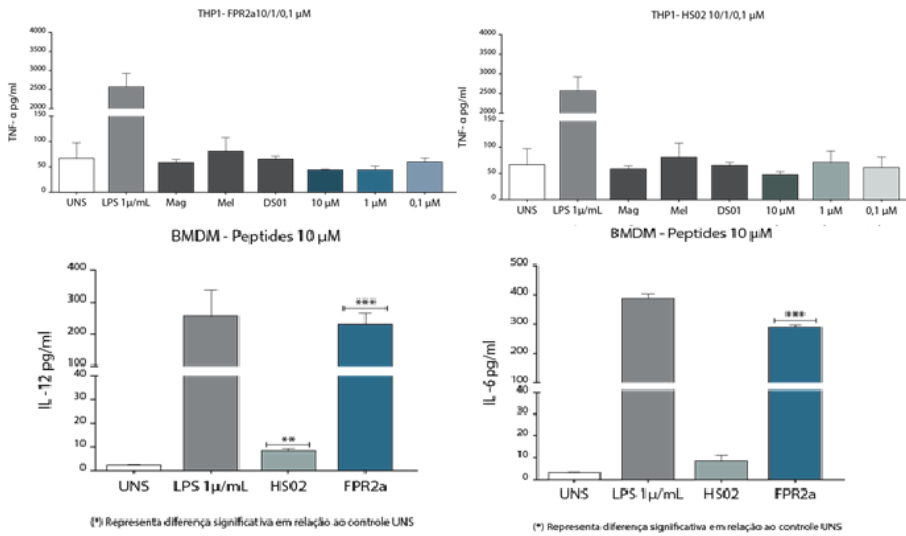 THP1- FPR2a10/1/0,1 µM
TNF- α pg/ml
4000
3500
3000
2500
2000
150
100
50
0
UNS LPS 1µ/mL Mag Mel DS01 10 µM 1 µM 0,1 µM
THP1- HS02 10/1/0,1 µM
TNF- α pg/ml
4000
3500
3000
2500
2000
150
100
50
0
UNS LPS 1µ/mL Mag Mel DS01 10 µM 1 µM 0,1 µM
BMDM - Peptides 10 µM
IL -12 pg/ml
400
300
200
100
40
30
20
10
0
**
***
UNS LPS 1µ/mL HS02 FPR2a
(*) Representa diferença significativa em relação ao controle UNS
BMDM - Peptides 10 µM
IL -6 pg/ml
500
400
300
200
40
30
20
10
0
***
UNS LPS 1µ/mL HS02 FPR2a
(*) Representa diferença significativa em relação ao controle UNS